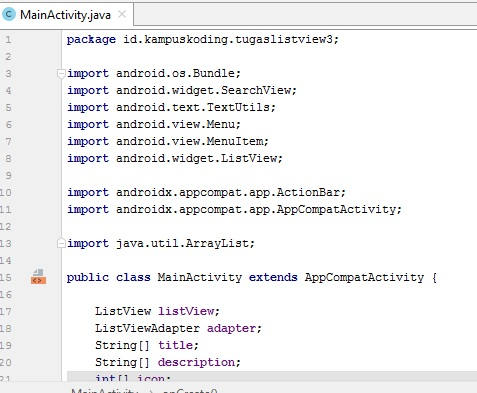 MainActivity.java
1 package id.kampuskoding.tugaslistview3;
2
3 import android.os.Bundle;
4 import android.widget.SearchView;
5 import android.text.TextUtils;
6 import android.view.Menu;
7 import android.view.MenuItem;
8 import android.widget.ListView;
9
10 import androidx.appcompat.app.ActionBar;
11 import androidx.appcompat.app.AppCompatActivity;
12
13 import java.util.ArrayList;
14
15 public class MainActivity extends AppCompatActivity {
16
17 ListView listView;
18 ListViewAdapter adapter;
19 String[] title;
20 String[] description;
21 int[] icon;
MainActivity onCreate()